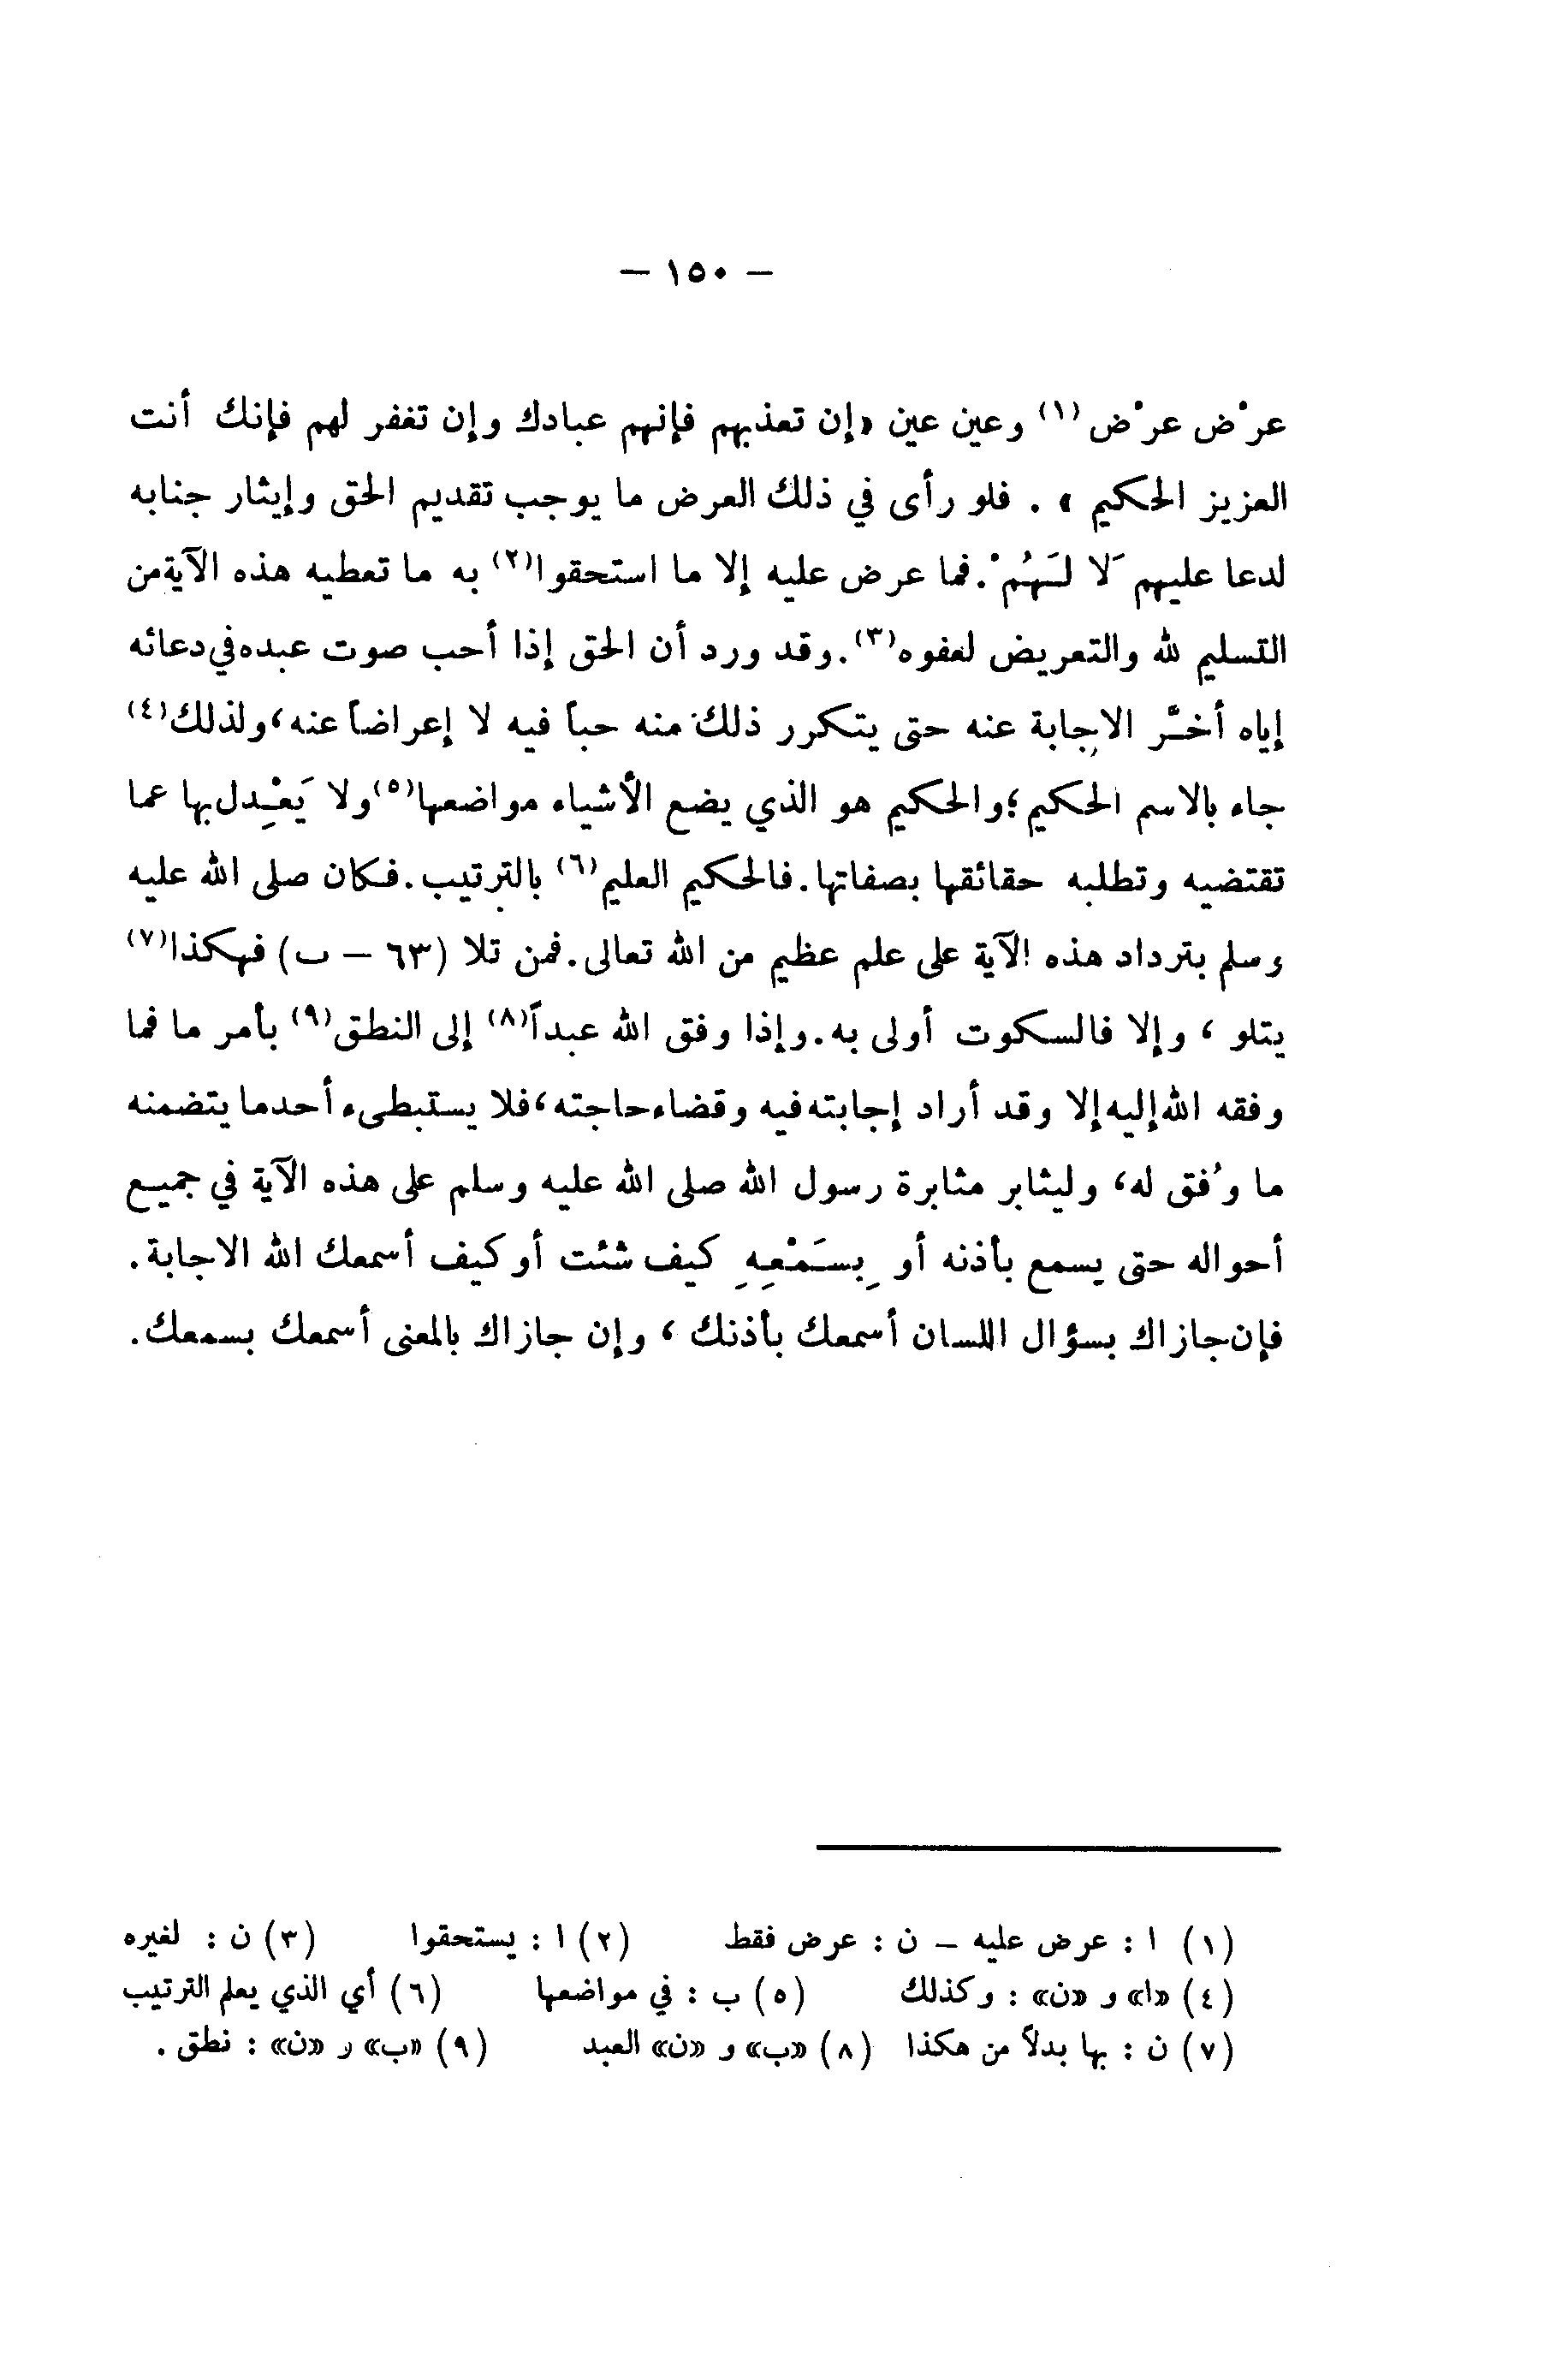 — ١٥٠ —
عرْض عرْض(١) وعين عين «إن تعذبهم فإنهم عبادك وإن تغفر لهم فإنك أنت
العزيز الحكيم » . فلو رأى في ذلك العرض ما يوجب تقديم الحق وإيثار جنابه
لدعا عليهم لَا لَهُمْ.فما عرض عليه إلا ما استحقوا(٢) به ما تعطيه هذه الآية من
التسليم لله والتعريض لعفوه(٣).وقد ورد أن الحق إذا أحب صوت عبده في دعائه
إياه أخَّر الاجابة عنه حتى يتكرر ذلك منه حباً فيه لا إعراضاً عنه، ولذلك(٤)
جاء بالاسم الحكيم؛ والحكيم هو الذي يضع الأشياء مواضعها(٥) ولا يَعْدِل بها عما
تقتضيه وتطلبه حقائقها بصفاتها.فالحكيم العليم(٦) بالترتيب.فكان صلى الله عليه
وسلم بترداد هذه الآية على علم عظيم من الله تعالى.فمن تلا (٦٣ – ب) فهكذا(٧)
يتلو ، وإلا فالسكوت أولى به.وإذا وفق الله عبداً(٨) إلى النطق(٩) بأمر ما فما
وفقه الله إليه إلا وقد أراد إجابته فيه وقضاء حاجته، فلا يستبطىء أحد ما يتضمنه
ما وُفق له، وليثابر مثابرة رسول الله صلى الله عليه وسلم على هذه الآية في جميع
أحواله حتى يسمع بأذنه أو بِسَمْعِهِ كيف شئت أو كيف أسمعك الله الاجابة.
فإن جازاك بسؤال اللسان أسمعك بأذنك ، وإن جازاك بالمعنى أسمعك بسمعك.
(١) ا : عرض عليه – ن : عرض فقط (٢) ا : يستحقوا (٣) ن : لغيره
(٤) «ا» و «ن» : وكذلك (٥) ب : في مواضعها (٦) أي الذي يعلم الترتيب
(٧) ن : بها بدلاً من هكذا (٨) «ب» و «ن» العبد (٩) «ب» و «ن» : نطق .